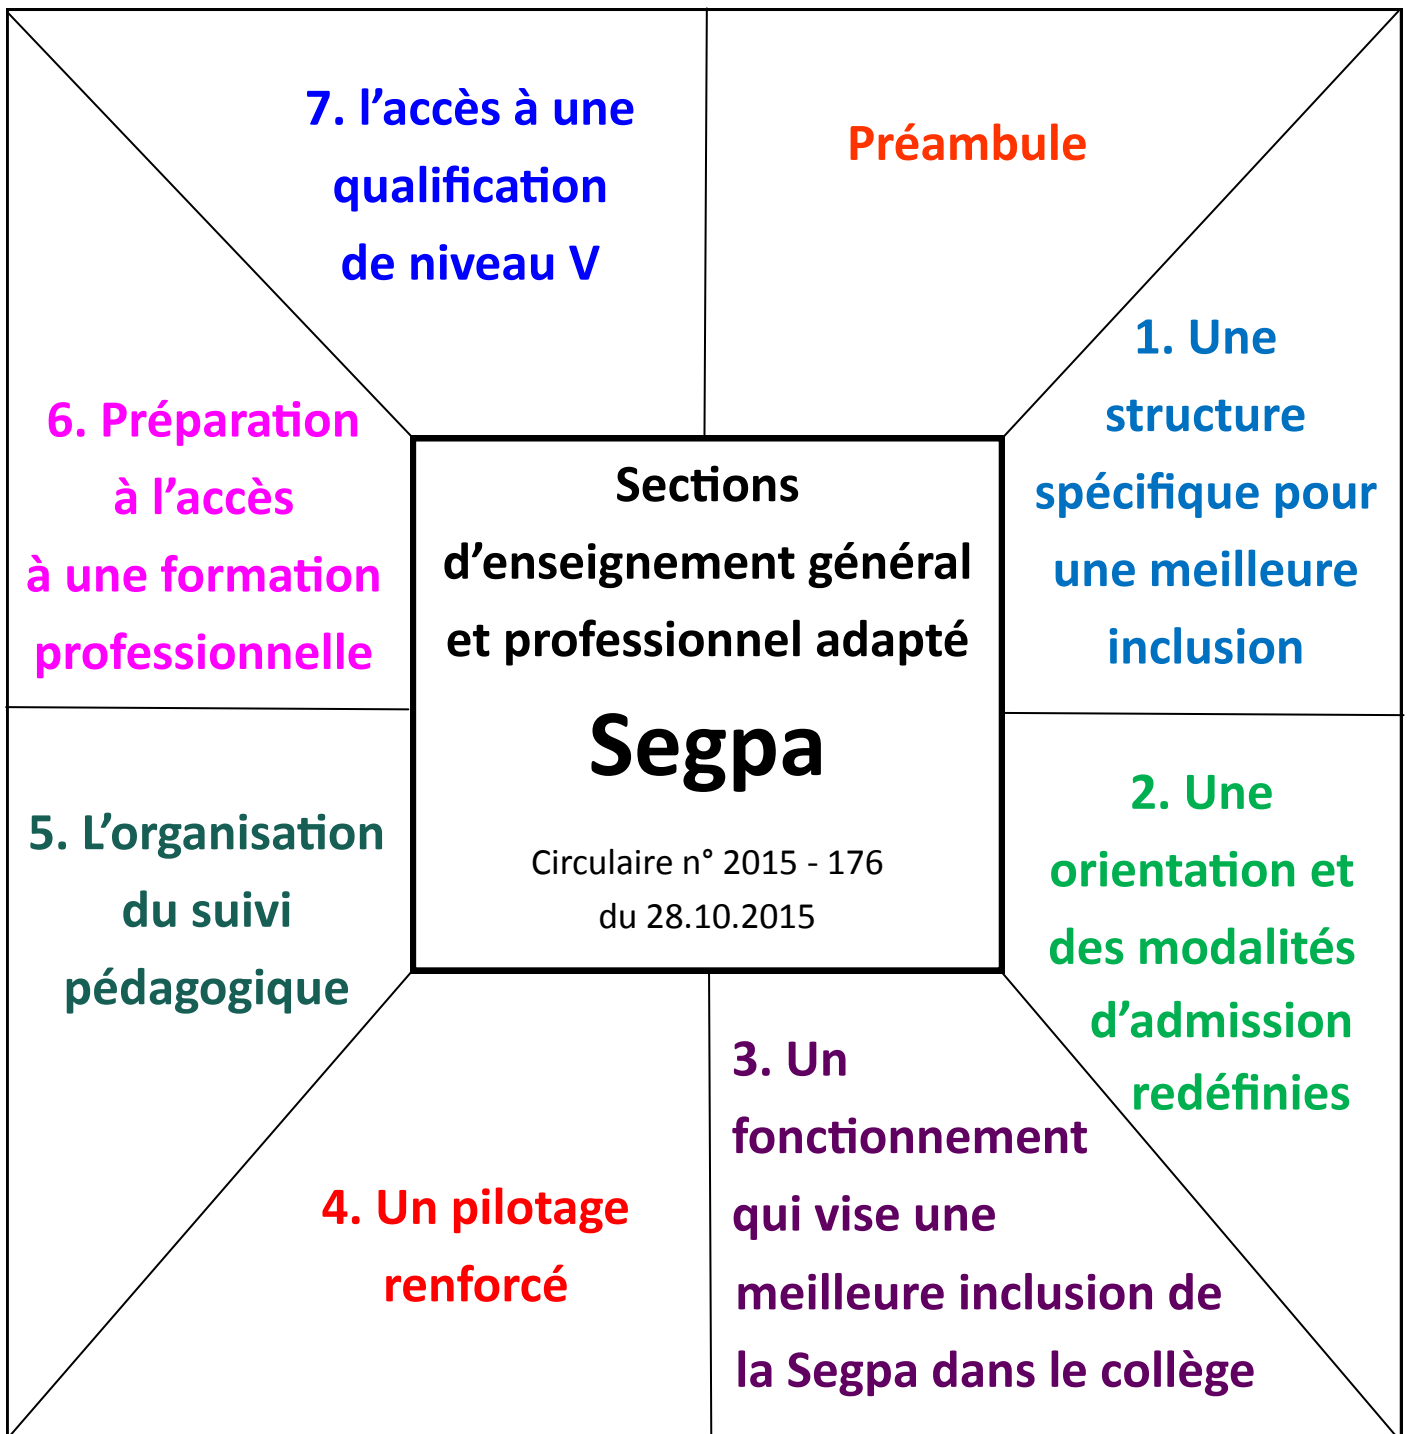 Préambule
1. Une
structure
spécifique pour
une meilleure
inclusion
2. Une
orientation et
des modalités
d’admission
redéfinies
3. Un
fonctionnement
qui vise une
meilleure inclusion de
la Segpa dans le collège
4. Un pilotage
renforcé
5. L’organisation
du suivi
pédagogique
6. Préparation
à l’accès
à une formation
professionnelle
7. l’accès à une
qualification
de niveau V
Sections
d’enseignement général
et professionnel adapté
Segpa
Circulaire n° 2015 - 176
du 28.10.2015